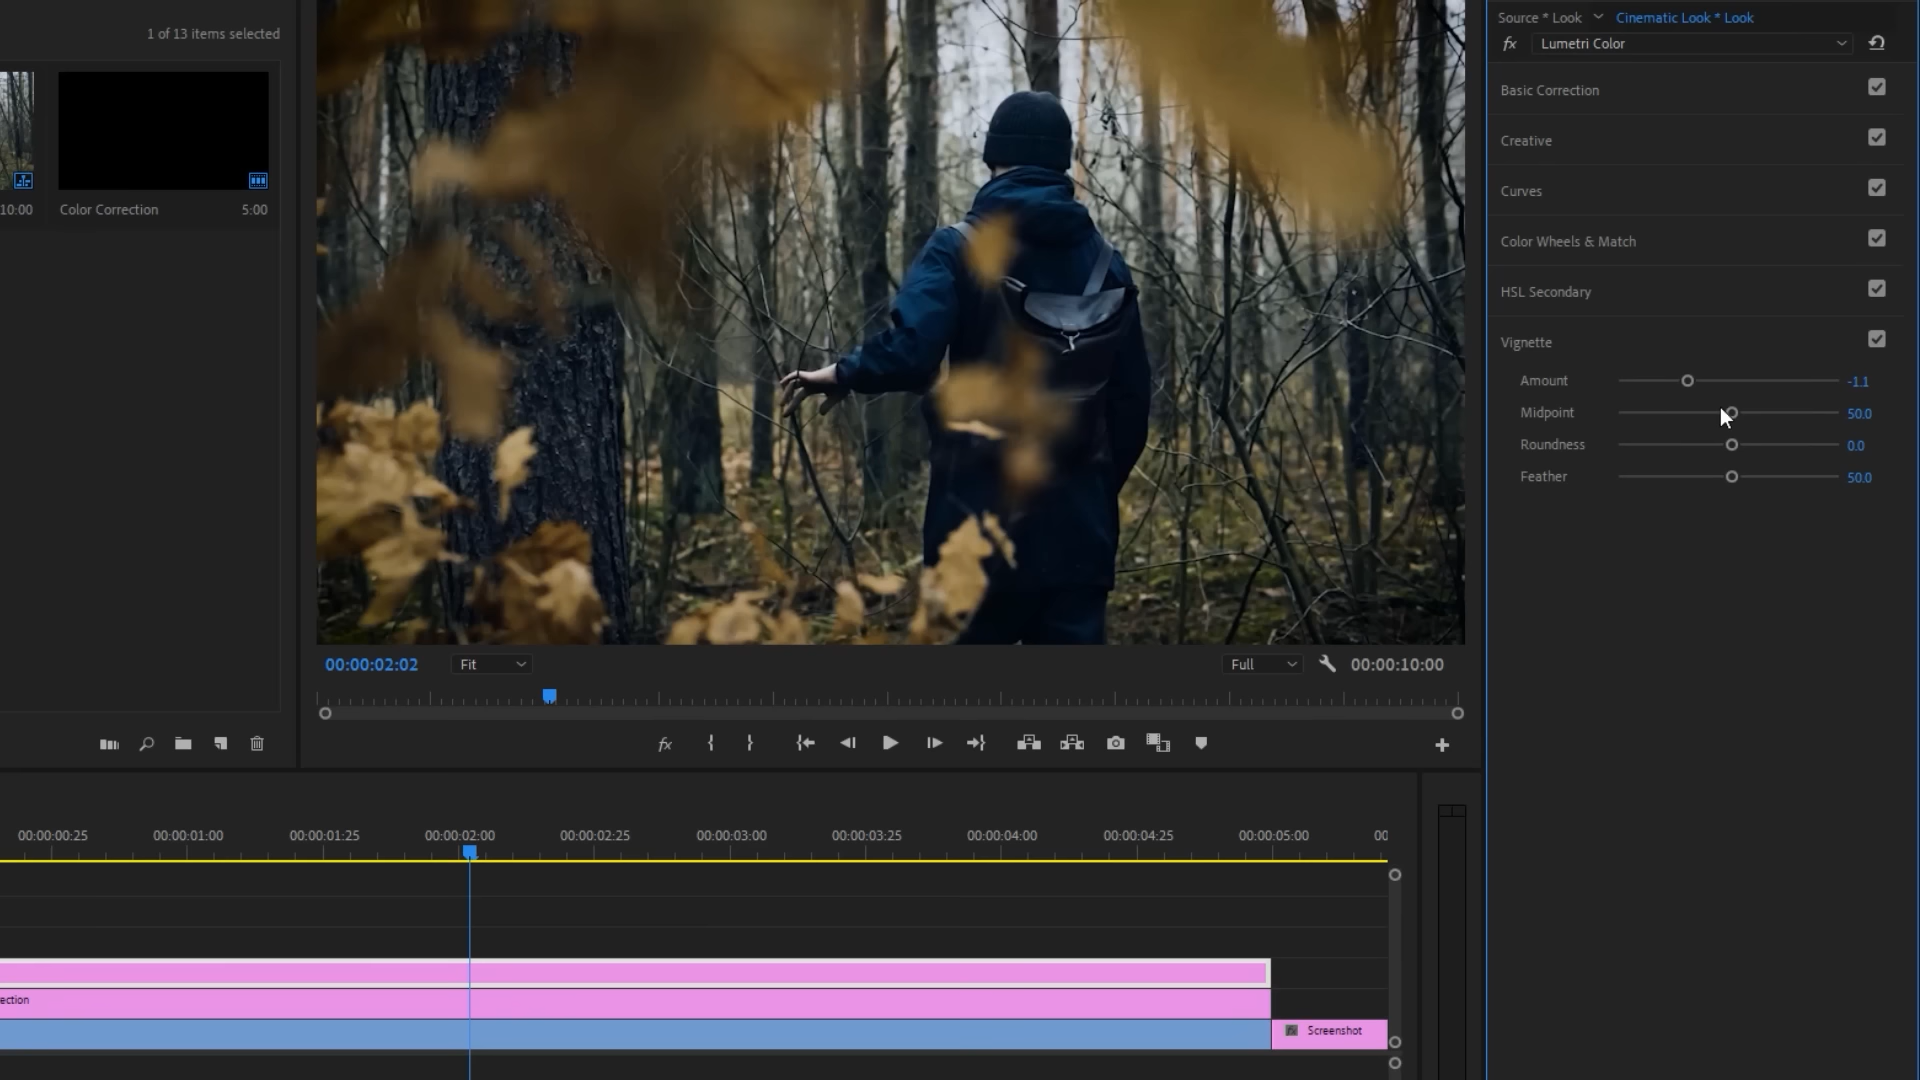 1 of 13 items selected
10:00
Color Correction
5:00
Source * Look
Cinematic Look * Look
fx
Lumetri Color
Basic Correction
Creative
Curves
Color Wheels & Match
HSL Secondary
Vignette
Amount
-1.1
Midpoint
50.0
Roundness
0.0
Feather
50.0
00:00:02:02
Fit
Full
00:00:10:00
fx
00:00:00:25
00:00:01:00
00:00:01:25
00:00:02:00
00:00:02:25
00:00:03:00
00:00:03:25
00:00:04:00
00:00:04:25
00:00:05:00
00
ection
fx
Screenshot